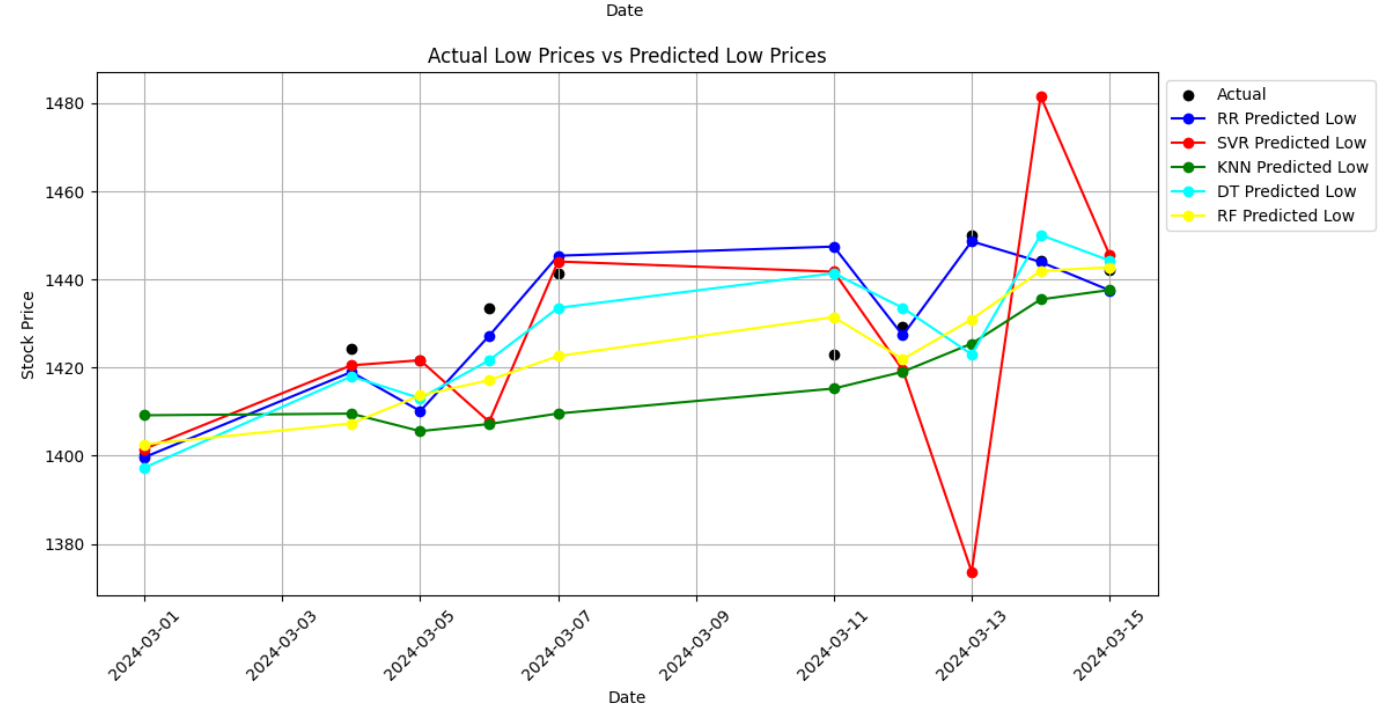 Date
Actual Low Prices vs Predicted Low Prices
1480
1460
1440
1420
1400
1380
Stock Price
2024-03-01
2024-03-03
2024-03-05
2024-03-07
2024-03-09
2024-03-11
2024-03-13
2024-03-15
Date
Actual
RR Predicted Low
SVR Predicted Low
KNN Predicted Low
DT Predicted Low
RF Predicted Low